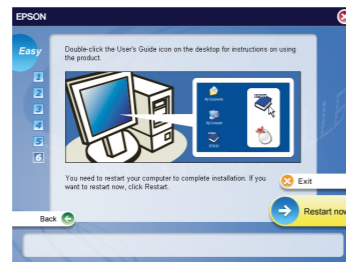 EPSON
Easy
Double-click the User's Guide icon on the desktop for instructions on using
the product.
1
2
3
4
5
6
My Documents
My Computer
EPSON
You need to restart your computer to complete installation. If you
want to restart now, click Restart.
Exit
Restart now
Back